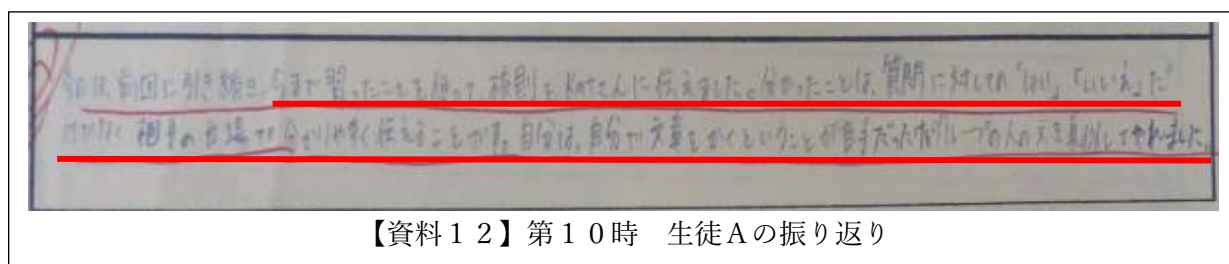 今日は、前回に引き続き、今まで習ったことを使って、校則をKateさんに伝えました。分かったことは、質問に対しての「はい」「いいえ」だ
けでなく相手の立場で分かりやすく伝えることです。自分は、自分で文章をかくということが苦手だったがグループの人の文を真似してやれました。
【資料１２】第１０時　生徒Ａの振り返り